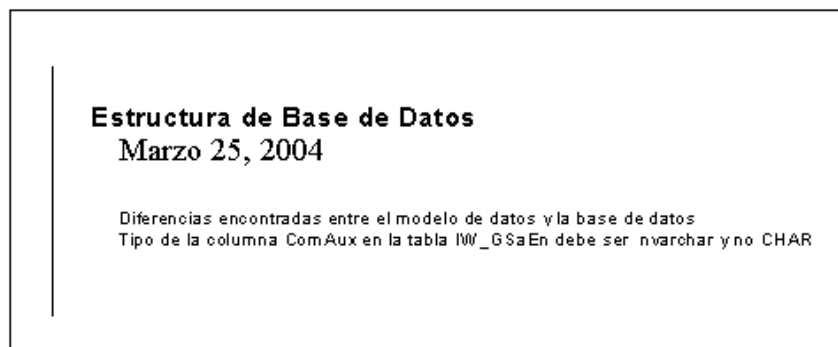 Estructura de Base de Datos
Marzo 25, 2004
Diferencias encontradas entre el modelo de datos y la base de datos
Tipo de la columna ComAux en la tabla IW_GSaEn debe ser nvarchar y no CHAR